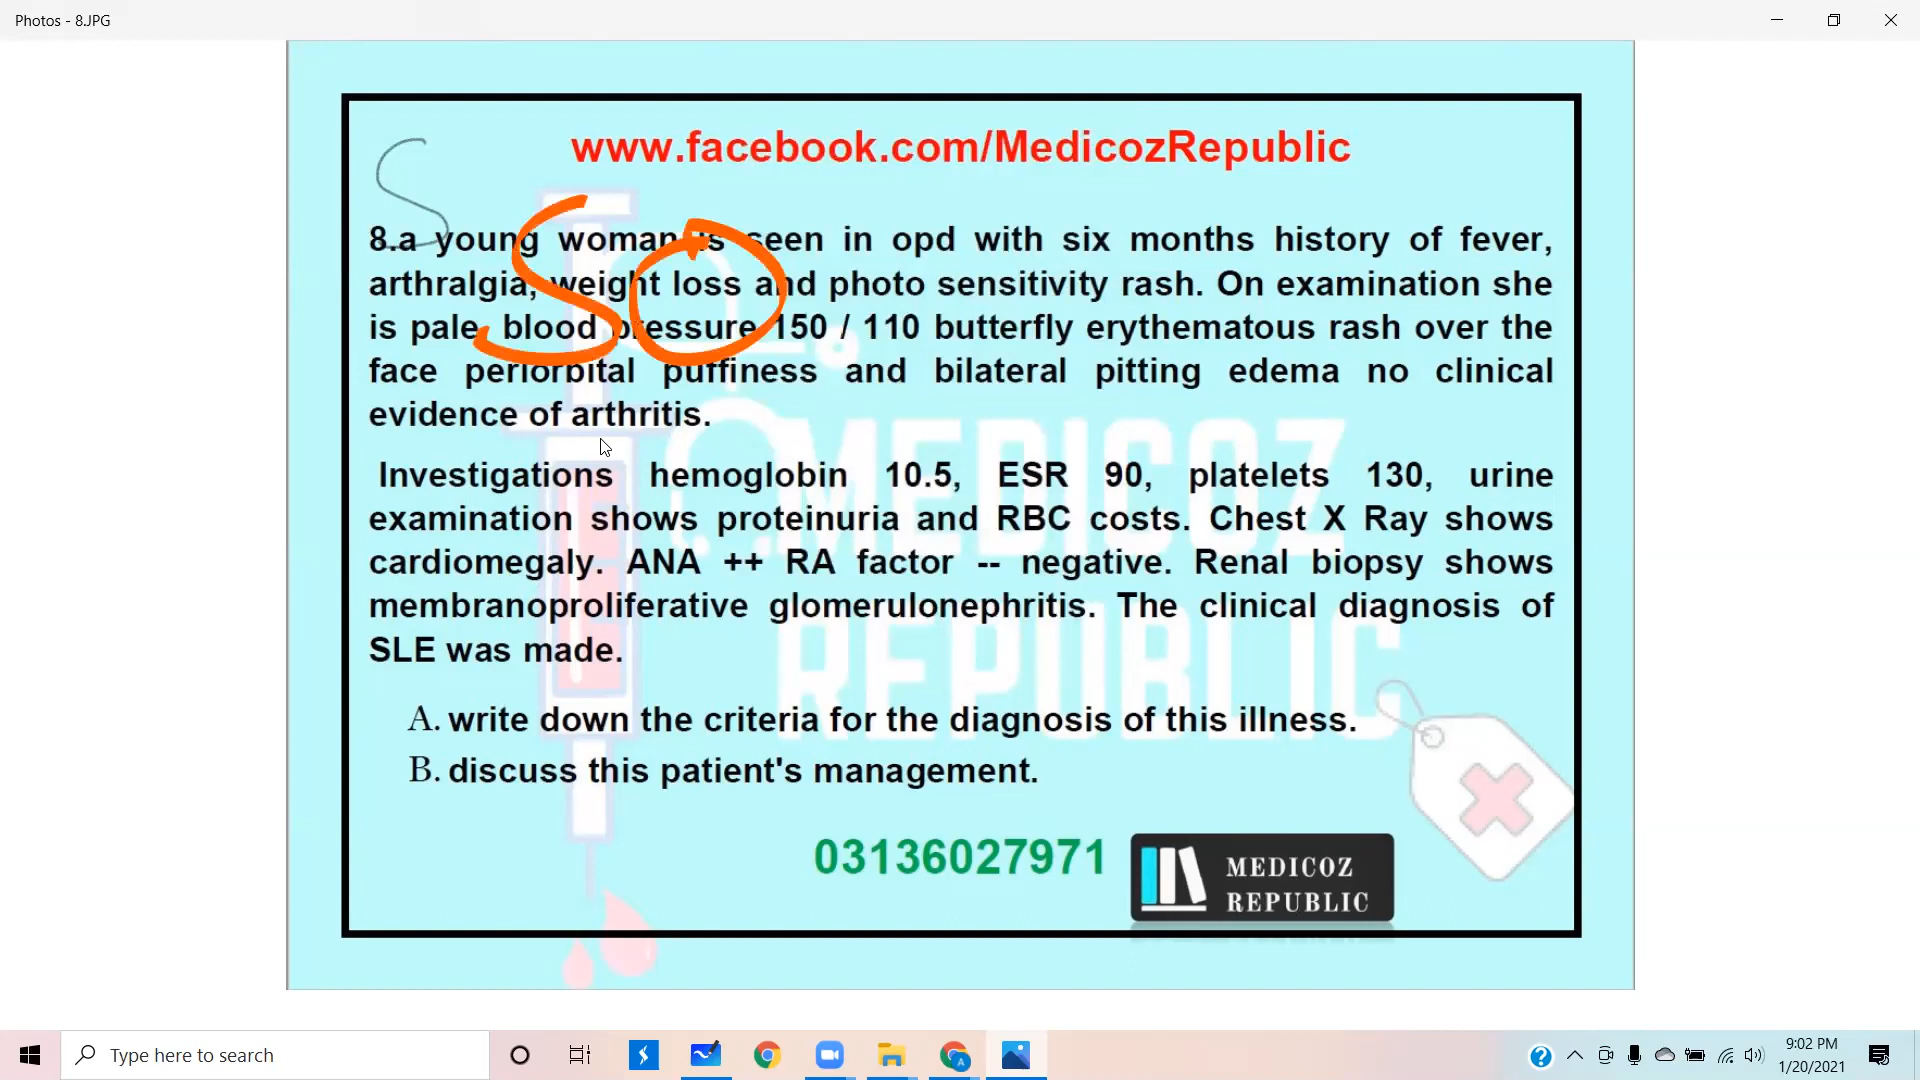 Photos - 8.JPG
www.facebook.com/MedicozRepublic
S
8.a young woman is seen in opd with six months history of fever,
arthralgia, weight loss and photo sensitivity rash. On examination she
is pale, blood pressure 150 / 110 butterfly erythematous rash over the
face periorbital puffiness and bilateral pitting edema no clinical
evidence of arthritis.
Investigations hemoglobin 10.5, ESR 90, platelets 130, urine
examination shows proteinuria and RBC costs. Chest X Ray shows
cardiomegaly. ANA ++ RA factor -- negative. Renal biopsy shows
membranoproliferative glomerulonephritis. The clinical diagnosis of
SLE was made.
A. write down the criteria for the diagnosis of this illness.
B. discuss this patient's management.
MEDICOZ
REPUBLIC
03136027971
MEDICOZ
REPUBLIC
Type here to search
9:02 PM
1/20/2021